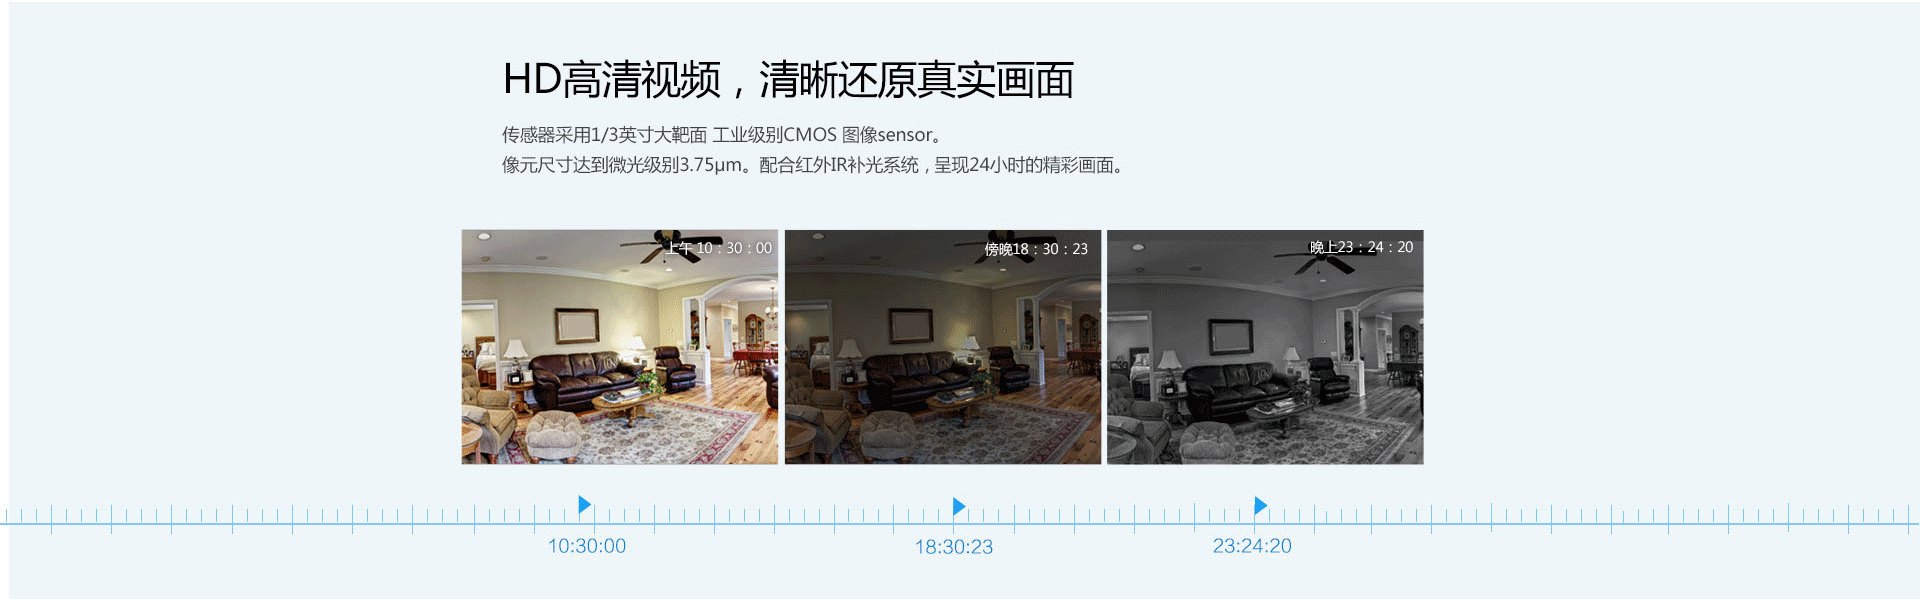 HD高清视频，清晰还原真实画面
传感器采用1/3英寸大靶面 工业级别CMOS 图像sensor。
像元尺寸达到微光级别3.75μm。配合红外IR补光系统，呈现24小时的精彩画面。
上午 10：30：00
傍晚18：30：23
晚上23：24：20
10:30:00
18:30:23
23:24:20